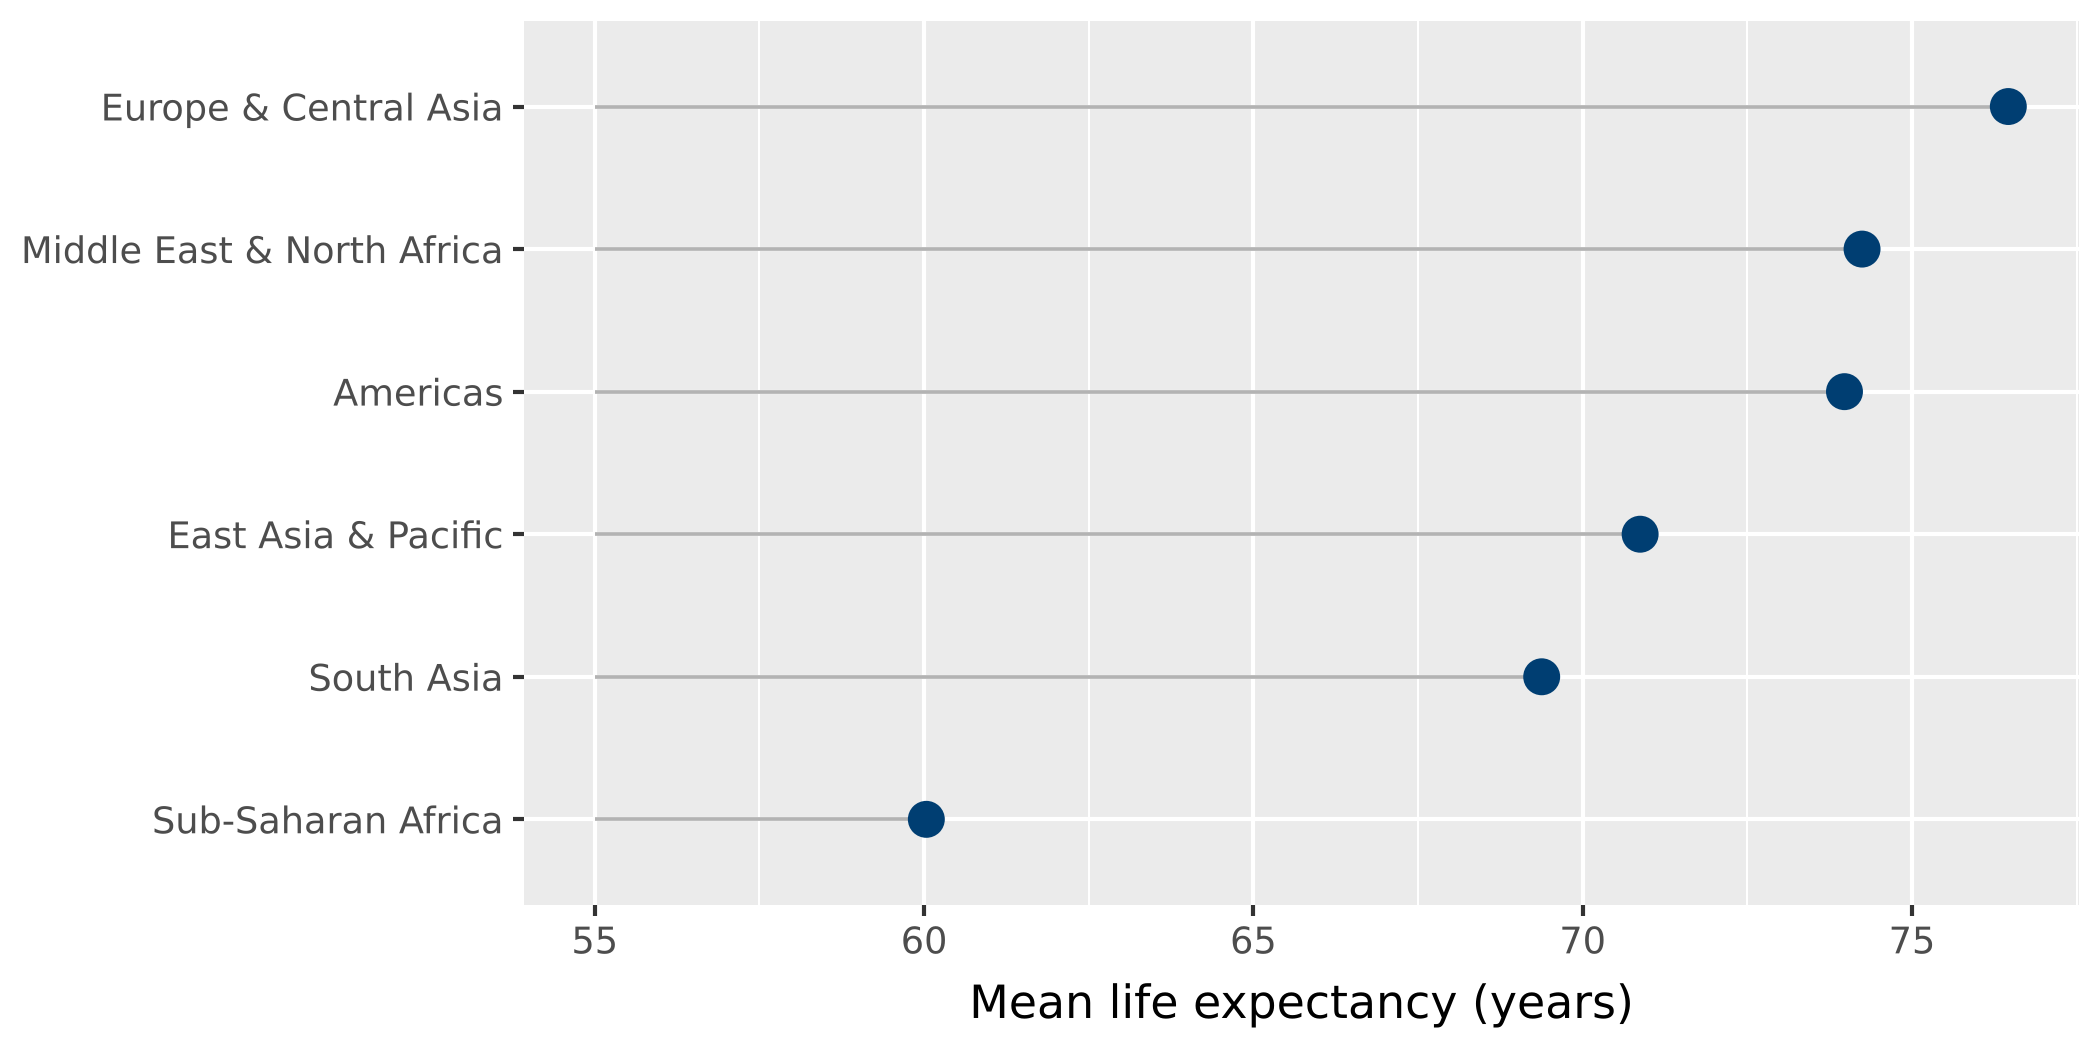 Europe & Central Asia
Middle East & North Africa
Americas
East Asia & Pacific
South Asia
Sub-Saharan Africa
55 60 65 70 75
Mean life expectancy (years)